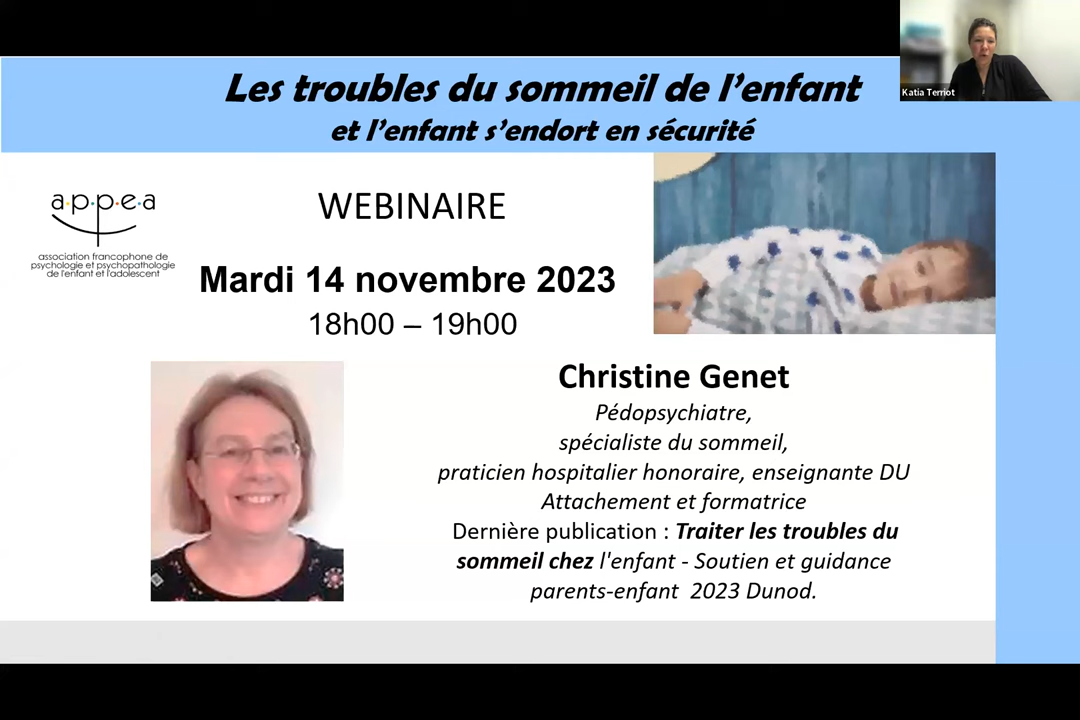 Les troubles du sommeil de l'enfant
et l'enfant s'endort en sécurité
Katia Terriot
a·p·p·e·a
association francophone de
psychologie et psychopathologie
de l'enfant et l'adolescent
WEBINAIRE
Mardi 14 novembre 2023
18h00 – 19h00
Christine Genet
Pédopsychiatre,
spécialiste du sommeil,
praticien hospitalier honoraire, enseignante DU
Attachement et formatrice
Dernière publication : Traiter les troubles du
sommeil chez l'enfant - Soutien et guidance
parents-enfant 2023 Dunod.